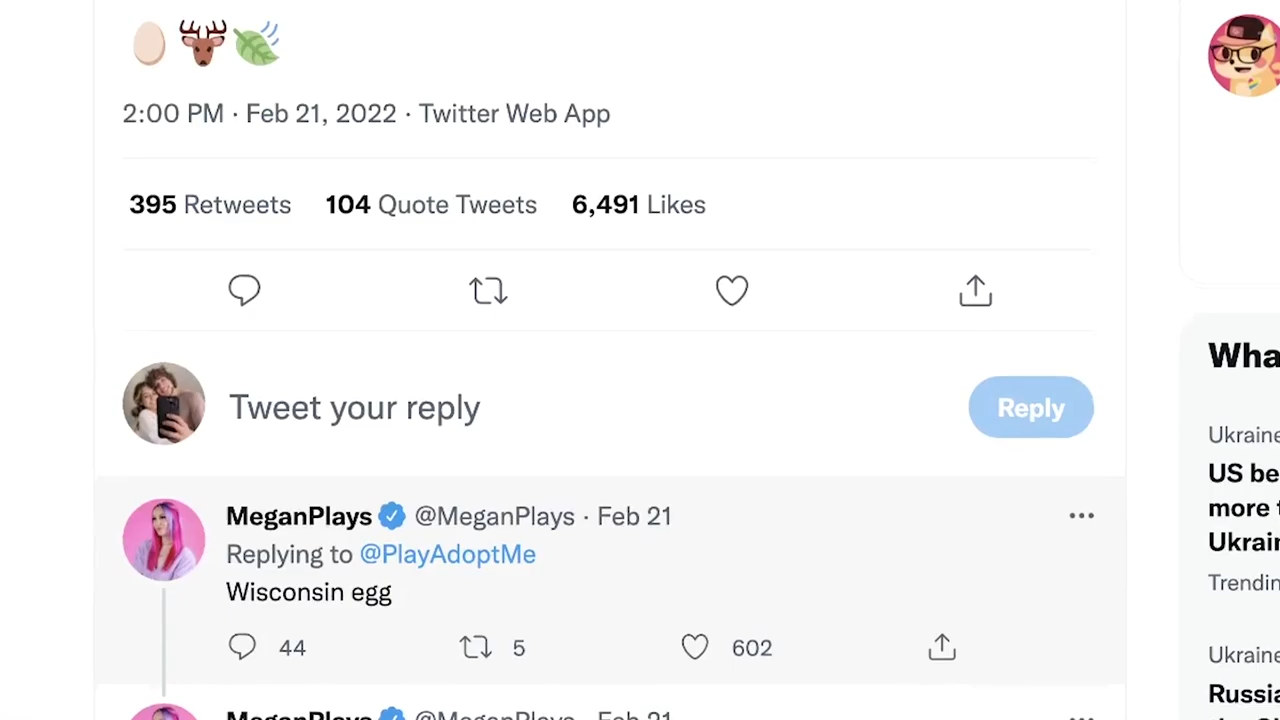 2:00 PM · Feb 21, 2022 · Twitter Web App
395 Retweets 104 Quote Tweets 6,491 Likes
Tweet your reply
Reply
MeganPlays @MeganPlays · Feb 21
Replying to @PlayAdoptMe
Wisconsin egg
44 5 602
MeganPlays @MeganPlays · Feb 21
Wha
Ukraine
US be
more
Ukrain
Trendin
Ukraine
Russia